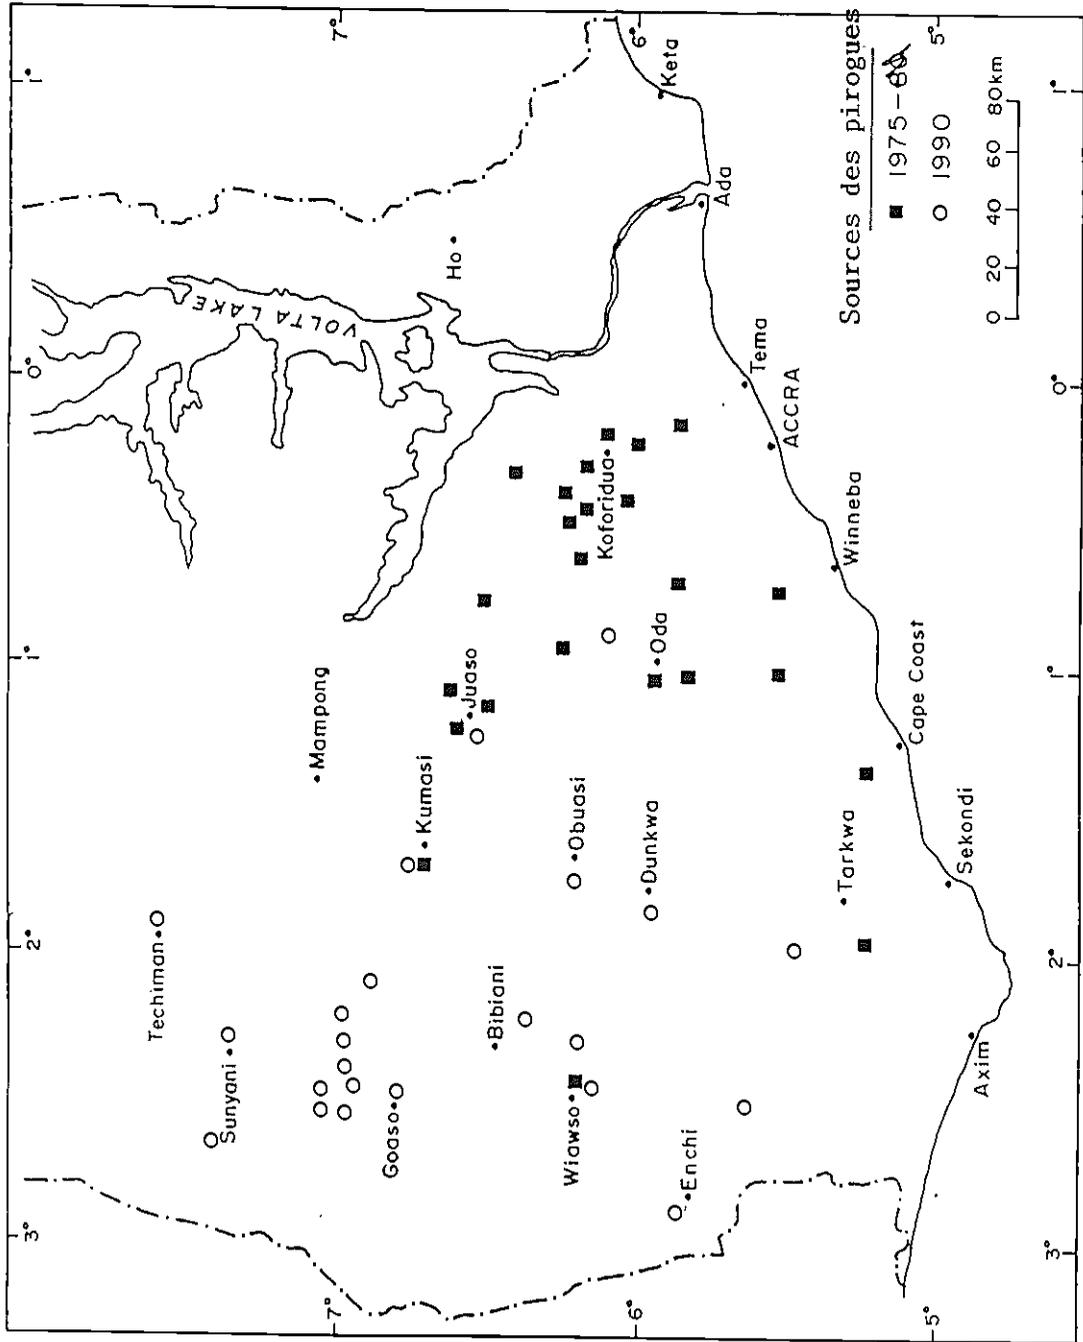 3°
2°
1°
0°
1°
7°
7°
6°
6°
5°
5°
3°
2°
1°
0°
1°
VOLTA LAKE
Techiman
Sunyani
Mampong
Ho
Goaso
Kumasi
Juaso
Bibiani
Wiawso
Obuasi
Koforidua
Keta
Enchi
Dunkwa
Oda
Ada
Tema
ACCRA
Tarkwa
Winneba
Cape Coast
Sekondi
Axim
Sources des pirogues
1975-
1990
0 20 40 60 80km